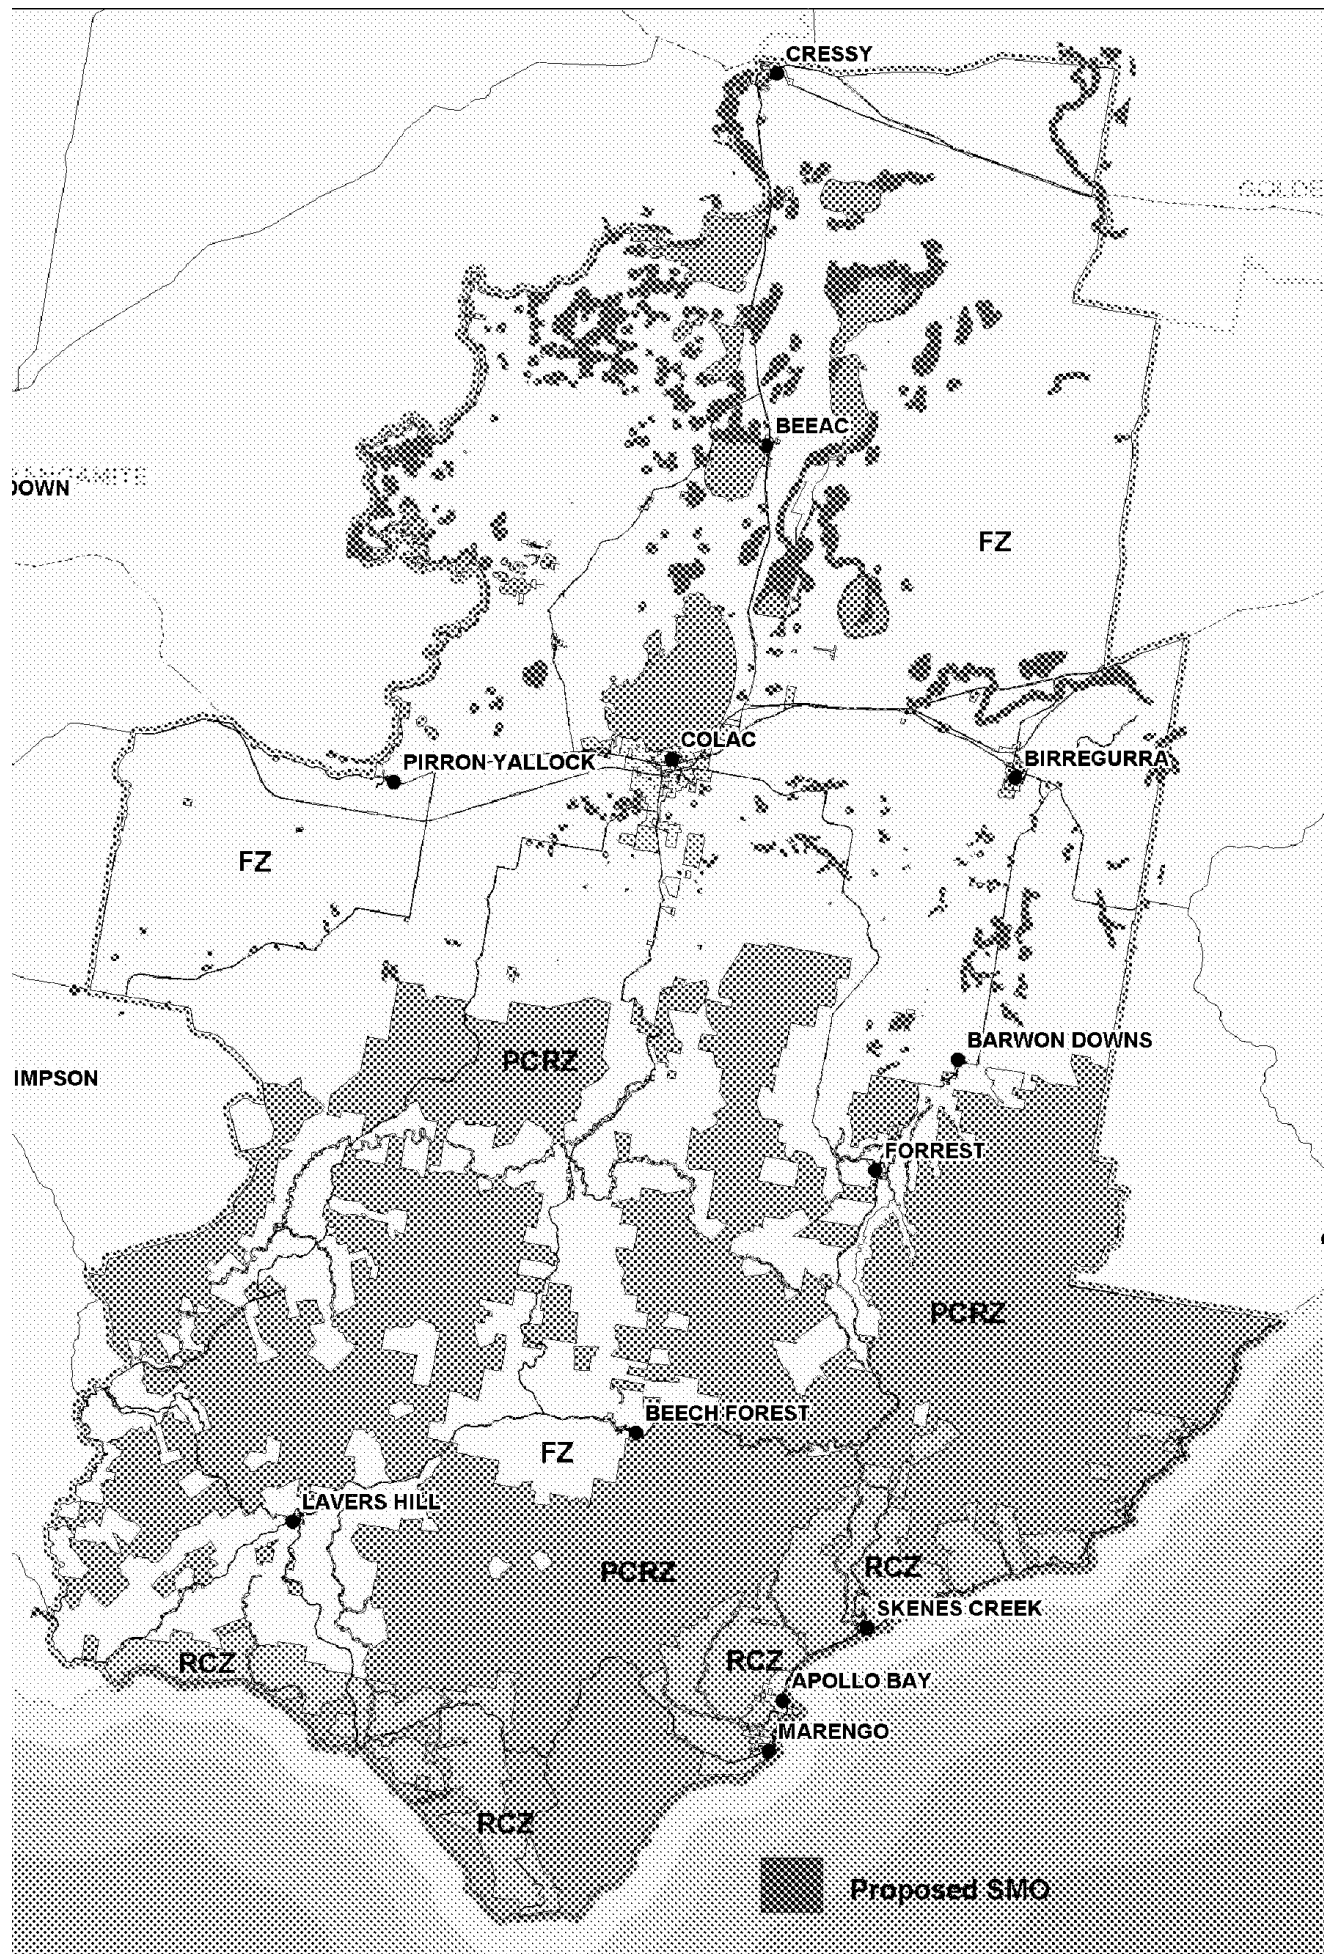 CRESSY
BEEAC
DOWN
FZ
COLAC
PIRRON YALLOCK
BIRREGURRA
FZ
BARWON DOWNS
PCRZ
IMPSON
FORREST
PCRZ
BEECH FOREST
FZ
LAVERS HILL
RCZ
PCRZ
SKENES CREEK
RCZ
RCZ
APOLLO BAY
MARENGO
RCZ
Proposed SMO